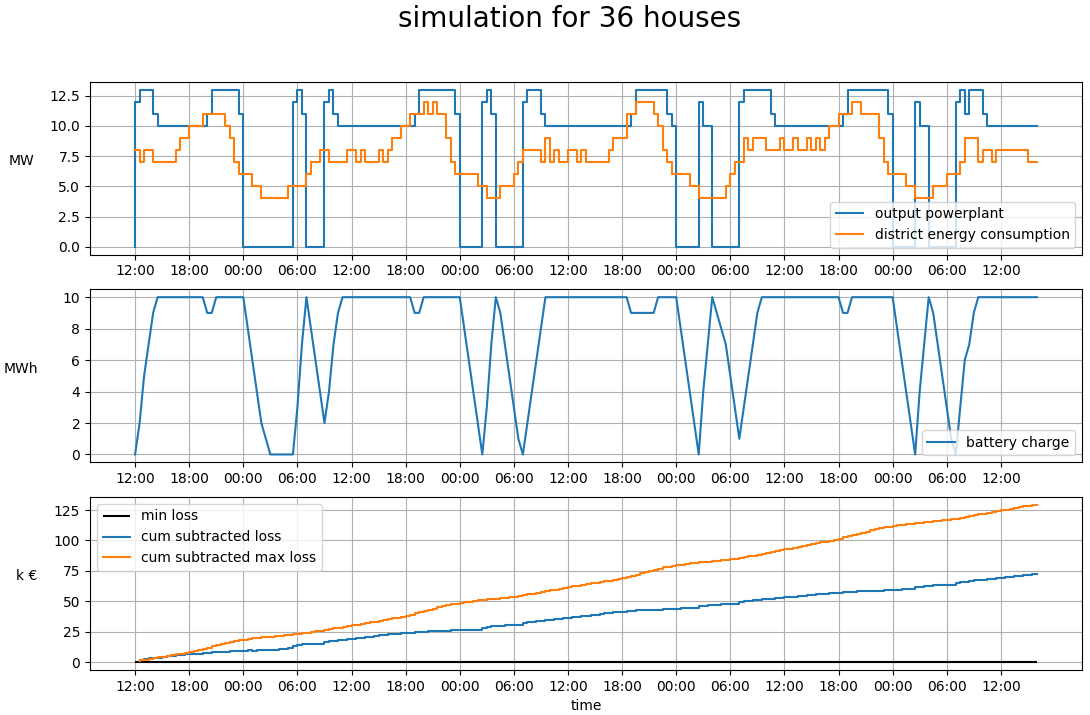 simulation for 36 houses
12.5
10.0
7.5
5.0
2.5
0.0
MW
output powerplant
district energy consumption
12:00 18:00 00:00 06:00 12:00 18:00 00:00 06:00 12:00 18:00 00:00 06:00 12:00 18:00 00:00 06:00 12:00
10
8
6
4
2
0
MWh
battery charge
12:00 18:00 00:00 06:00 12:00 18:00 00:00 06:00 12:00 18:00 00:00 06:00 12:00 18:00 00:00 06:00 12:00
125
100
75
50
25
0
k €
min loss
cum subtracted loss
cum subtracted max loss
12:00 18:00 00:00 06:00 12:00 18:00 00:00 06:00 12:00 18:00 00:00 06:00 12:00 18:00 00:00 06:00 12:00
time